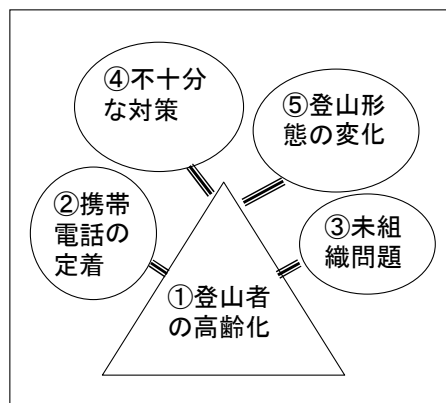 ④不十分
な対策
⑤登山形
態の変化
②携帯
電話の
定着
③未組
織問題
①登山者
の高齢化